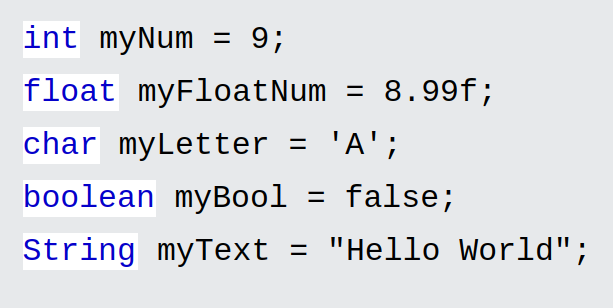 int myNum = 9;
float myFloatNum = 8.99f;
char myLetter = 'A';
boolean myBool = false;
String myText = "Hello World";